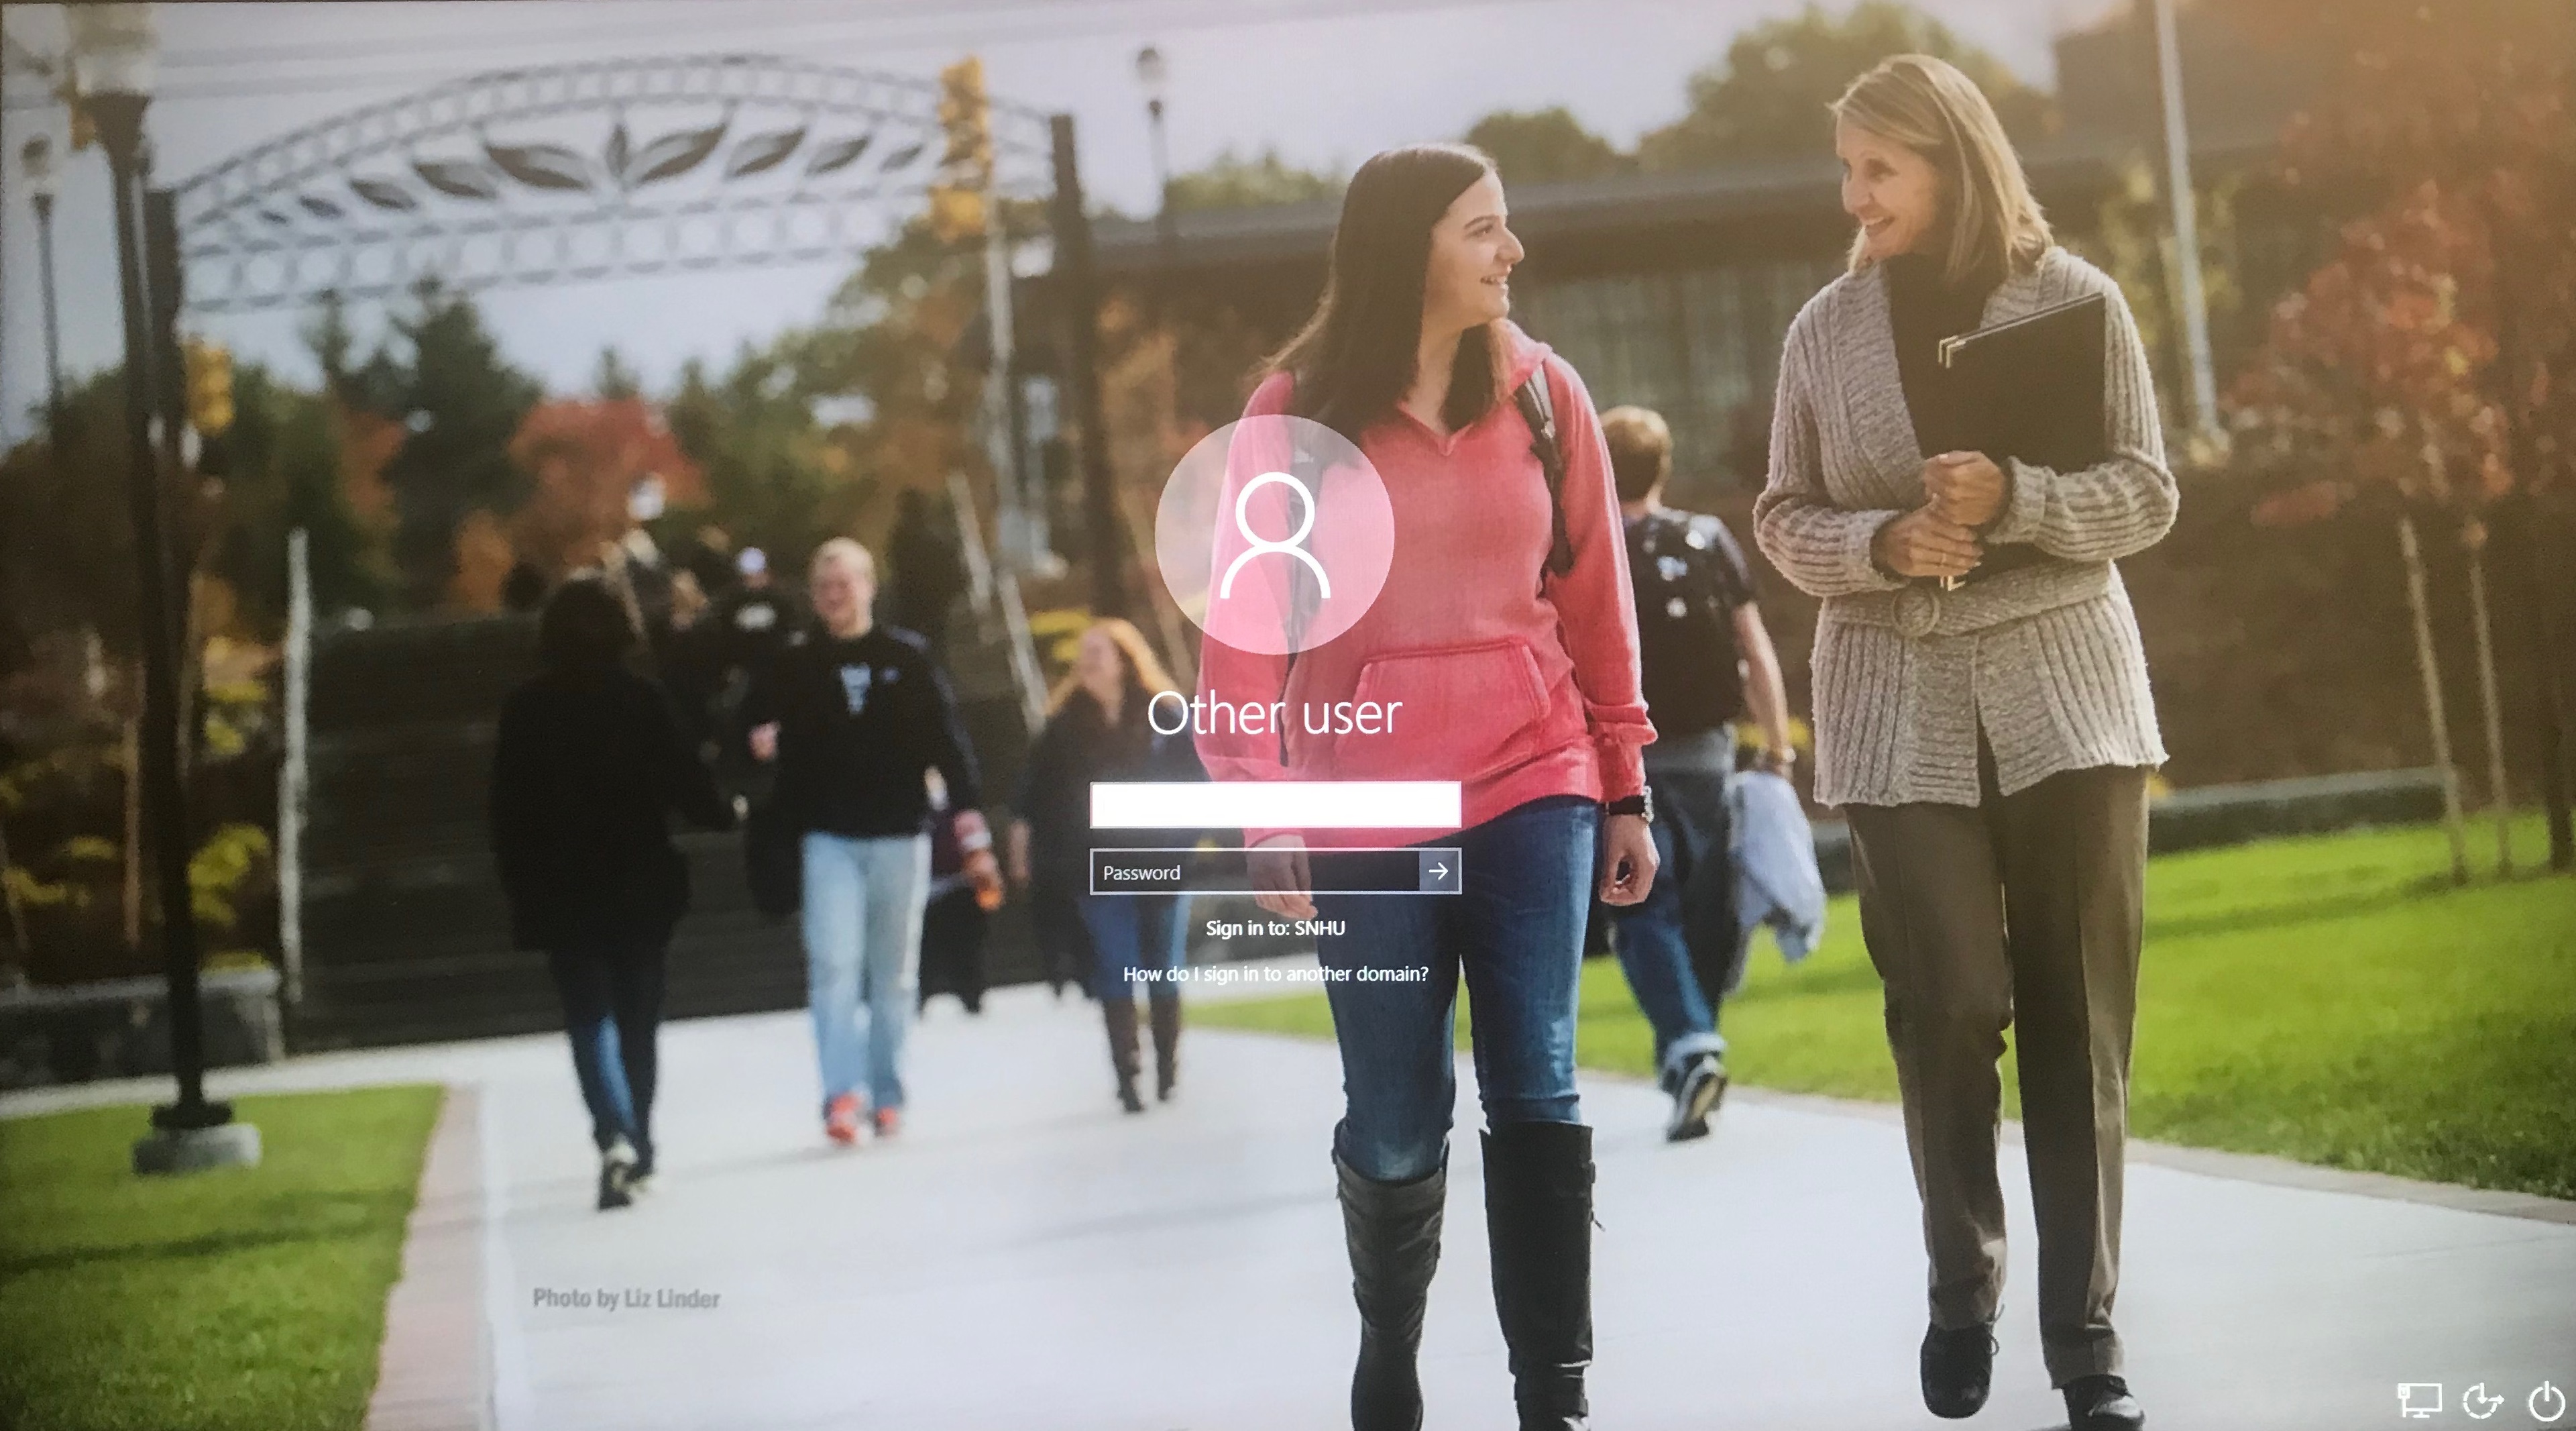 Other user
Password
Sign in to: SNHU
How do I sign in to another domain?
Photo by Liz Linder